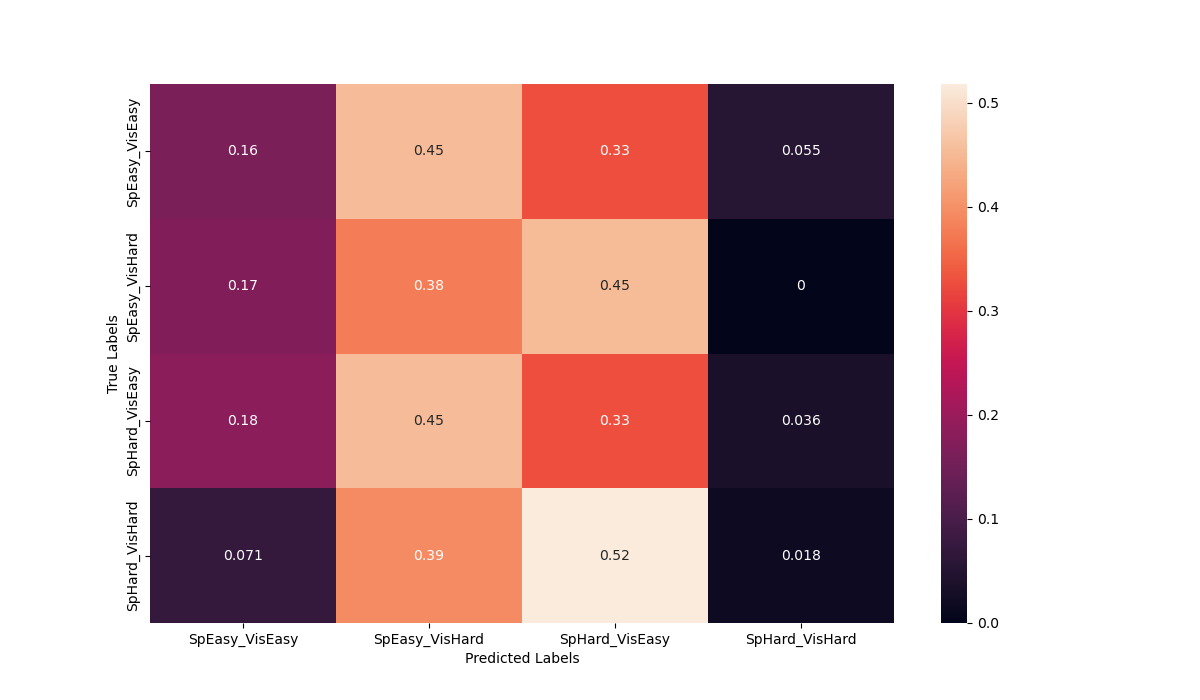 True Labels
SpEasy_VisEasy
0.16 0.45 0.33 0.055
SpEasy_VisHard
0.17 0.38 0.45 0
SpHard_VisEasy
0.18 0.45 0.33 0.036
SpHard_VisHard
0.071 0.39 0.52 0.018
SpEasy_VisEasy SpEasy_VisHard SpHard_VisEasy SpHard_VisHard
Predicted Labels
0.5
0.4
0.3
0.2
0.1
0.0